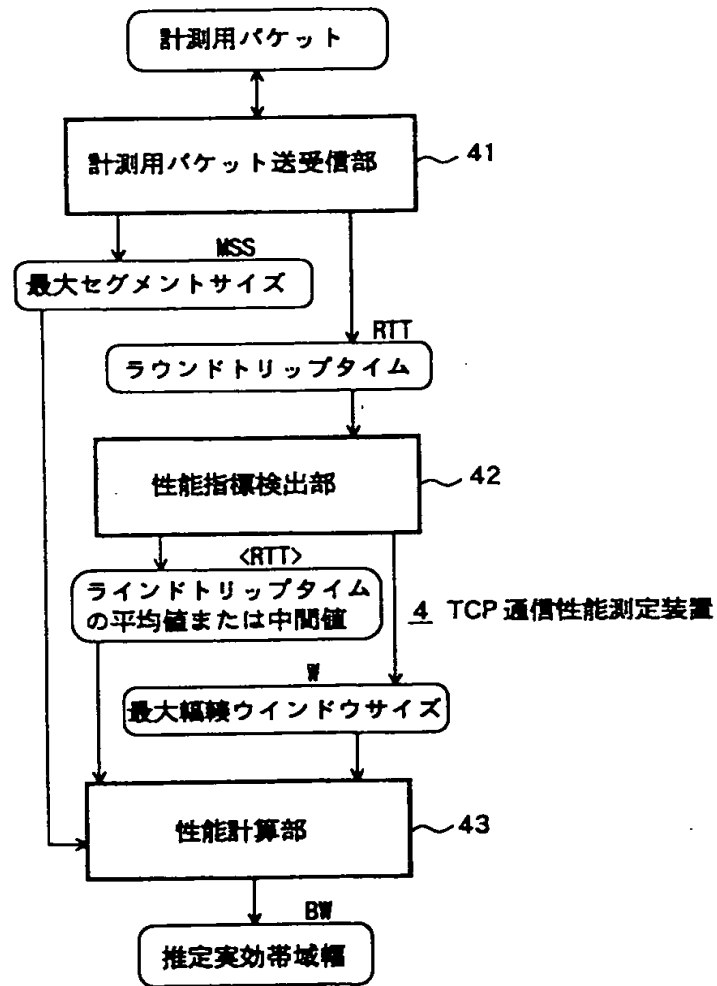 計測用パケット
計測用パケット送受信部
41
MSS
最大セグメントサイズ
RTT
ラウンドトリップタイム
性能指標検出部
42
<RTT>
ラインドトリップタイム
の平均値または中間値
4 TCP通信性能測定装置
W
最大輻輳ウインドウサイズ
性能計算部
43
BW
推定実効帯域幅